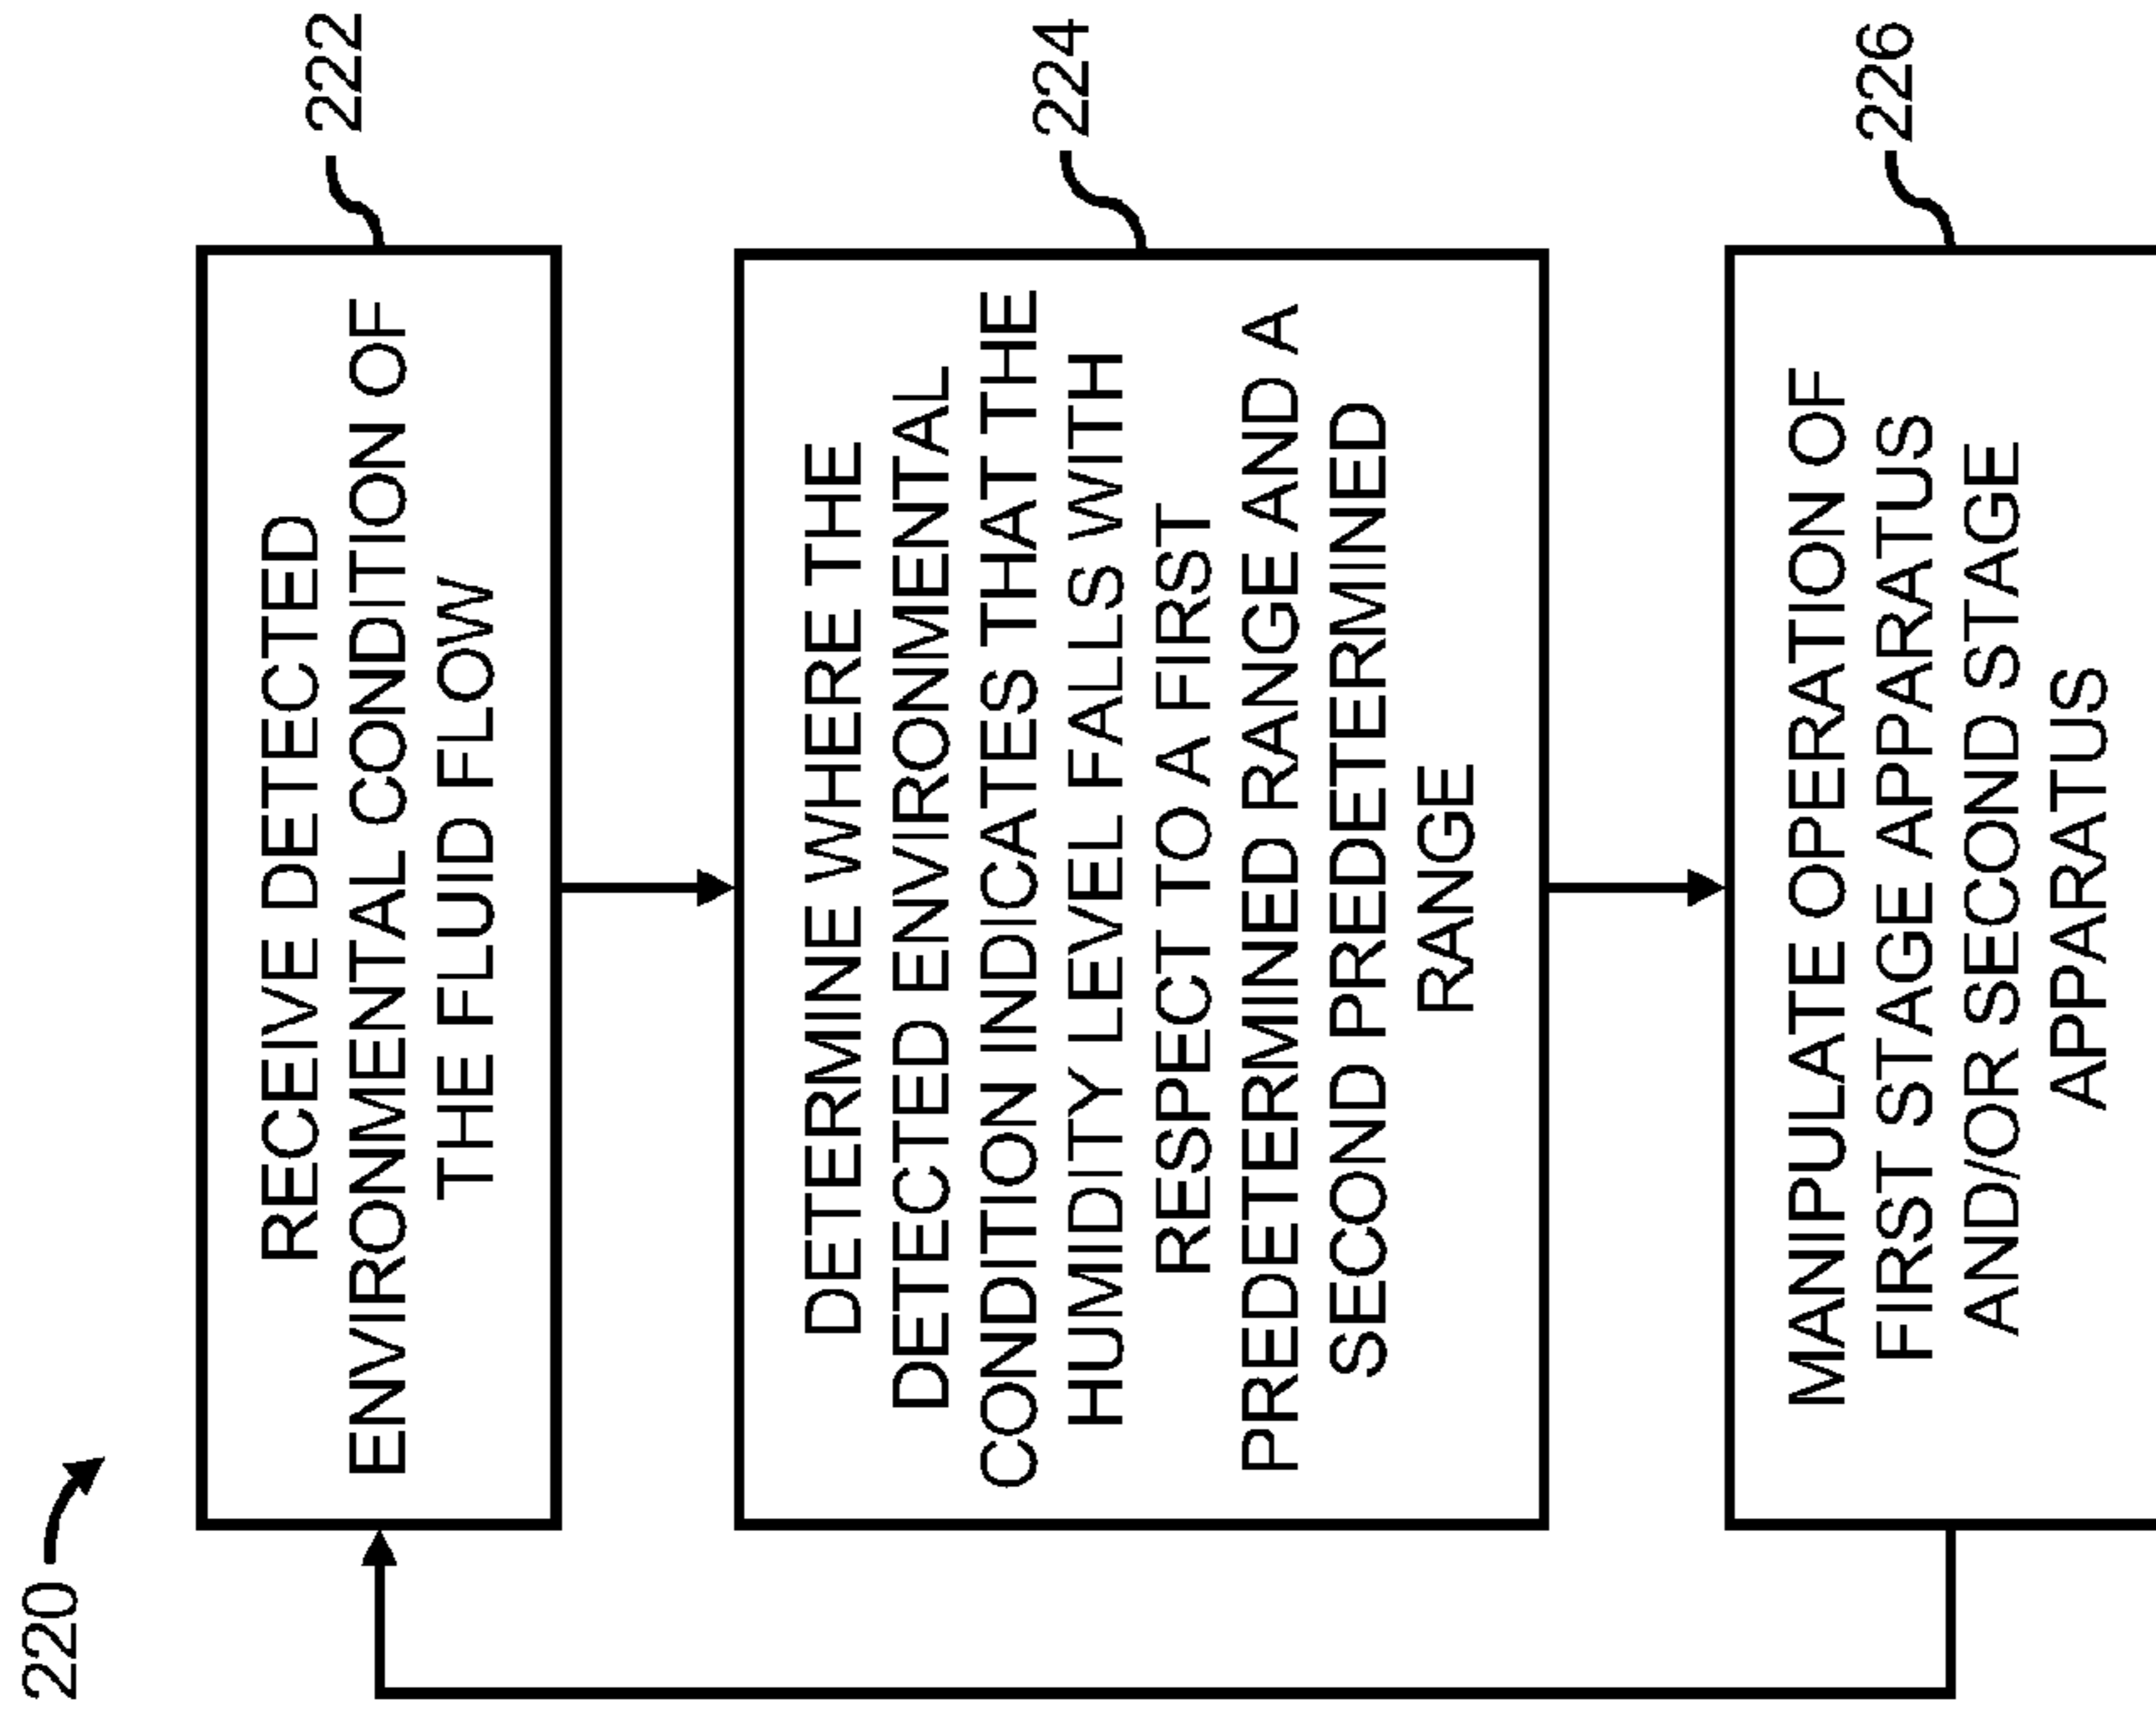 220
222
RECEIVE DETECTED
ENVIRONMENTAL CONDITION OF
THE FLUID FLOW
224
DETERMINE WHERE THE
DETECTED ENVIRONMENTAL
CONDITION INDICATES THAT THE
HUMIDITY LEVEL FALLS WITH
RESPECT TO A FIRST
PREDETERMINED RANGE AND A
SECOND PREDETERMINED
RANGE
226
MANIPULATE OPERATION OF
FIRST STAGE APPARATUS
AND/OR SECOND STAGE
APPARATUS